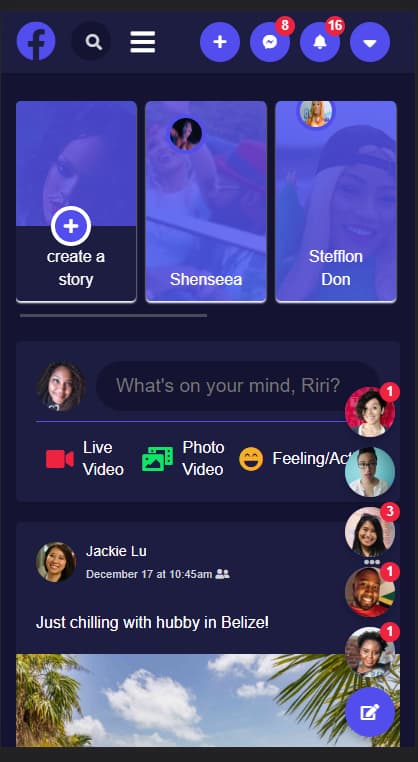 8
16
create a
story
Shenseea
Stefflon
Don
What's on your mind, Riri?
Live
Video
Photo
Video
Feeling/Act
1
3
1
1
Jackie Lu
December 17 at 10:45am
Just chilling with hubby in Belize!